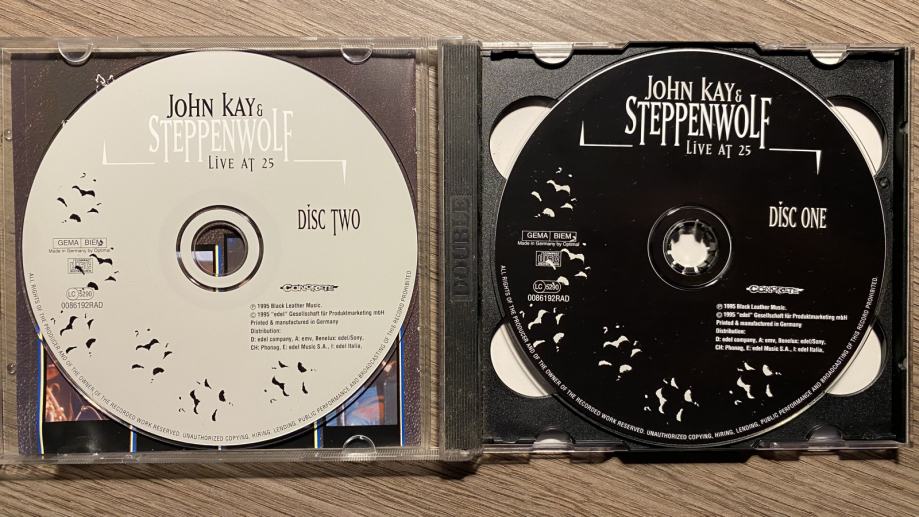 JOHN KAY &
STEPPENWOLF
LIVE AT 25
DISC TWO
GEMA BIEM
Made in Germany by Optimal
LC 5290
0086192RAD
CONCRETE
℗ 1995 Black Leather Music.
© 1995 "edel" Gesellschaft für Produktmarketing mbH
Printed & manufactured in Germany
Distribution:
D: edel company, A: emv, Benelux: edel/Sony,
CH: Phonag, E: edel Music S.A., I: edel Italia,
ALL RIGHTS OF THE PRODUCER AND OF THE OWNER OF THE RECORDED WORK RESERVED. UNAUTHORIZED COPYING, HIRING, LENDING, PUBLIC PERFORMANCE AND BROADCASTING OF THIS RECORD PROHIBITED.
DOUBLE
JOHN KAY &
STEPPENWOLF
LIVE AT 25
DISC ONE
GEMA BIEM
Made in Germany by Optimal
LC 5290
0086192RAD
CONCRETE
℗ 1995 Black Leather Music.
© 1995 "edel" Gesellschaft für Produktmarketing mbH
Printed & manufactured in Germany
Distribution:
D: edel company, A: emv, Benelux: edel/Sony,
CH: Phonag, E: edel Music S.A., I: edel Italia,
ALL RIGHTS OF THE PRODUCER AND OF THE OWNER OF THE RECORDED WORK RESERVED. UNAUTHORIZED COPYING, HIRING, LENDING, PUBLIC PERFORMANCE AND BROADCASTING OF THIS RECORD PROHIBITED.